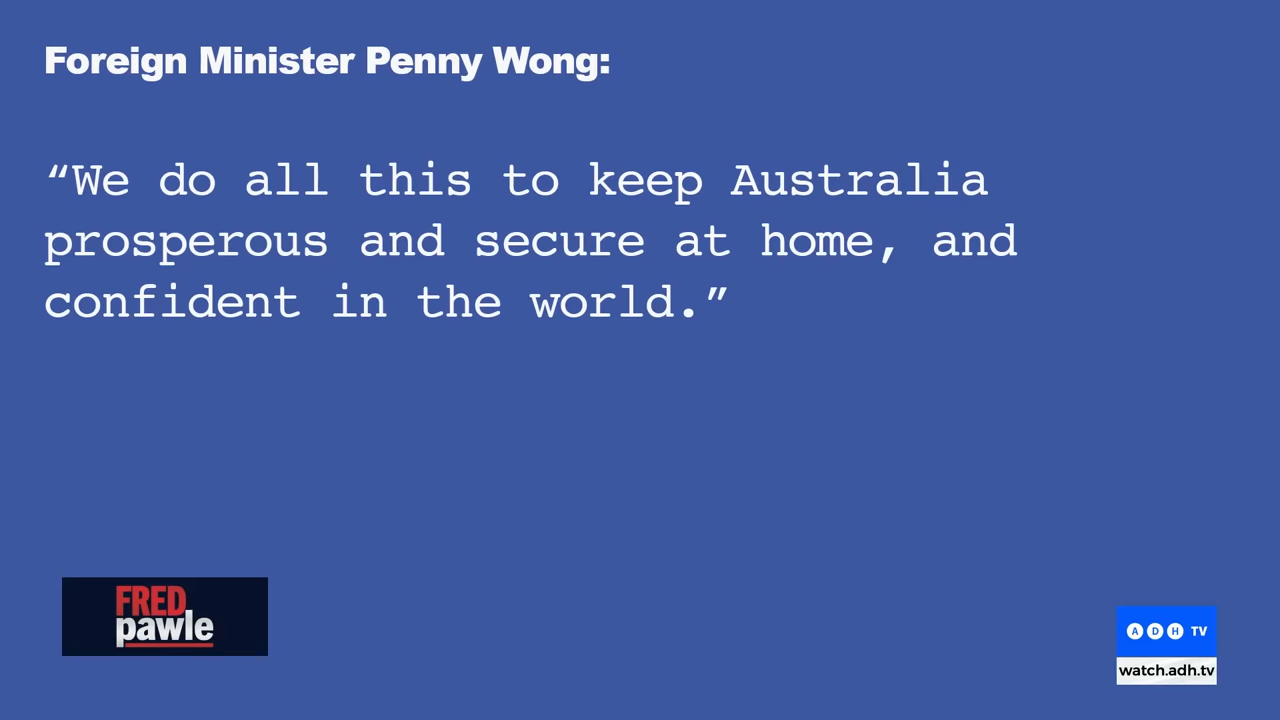 Foreign Minister Penny Wong:
“We do all this to keep Australia
prosperous and secure at home, and
confident in the world.”
FRED
pawle
ADH TV
watch.adh.tv